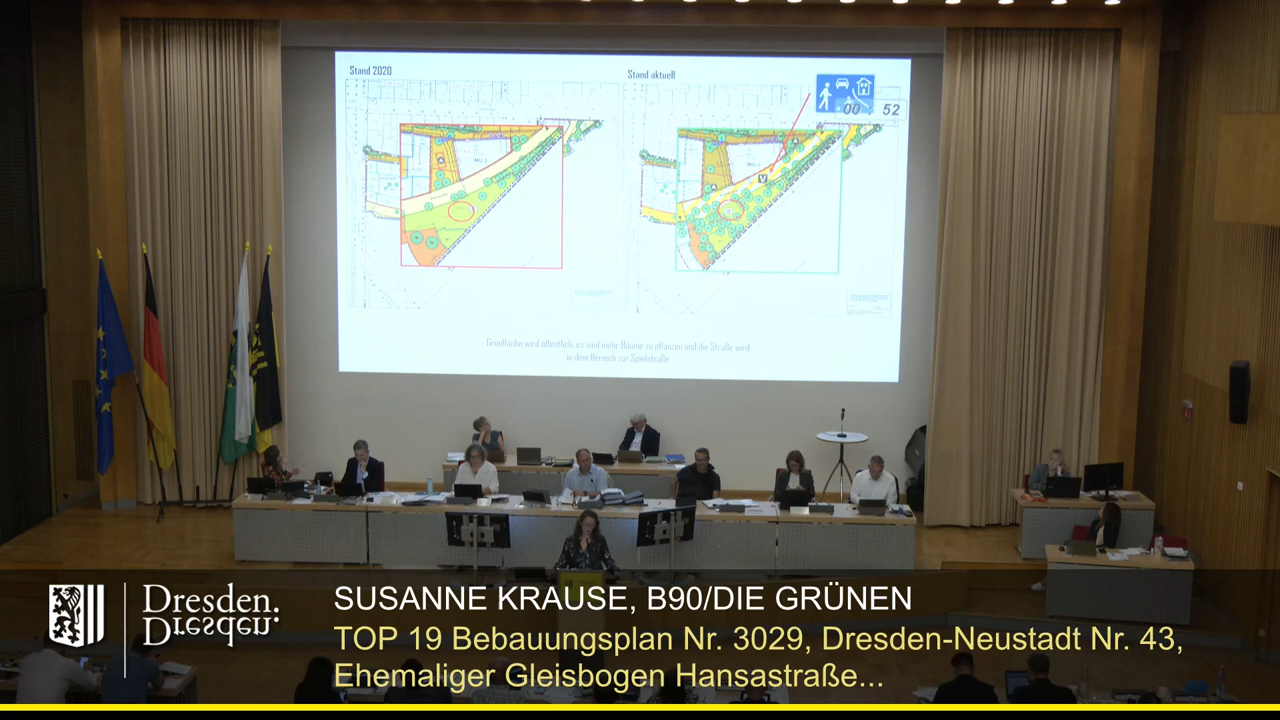 Stand 2020
Stand aktuell
00 52
Grünfläche wird öffentlich, es sind mehr Bäume zu pflanzen und die Straße wird
in dem Bereich zur Spielstraße
Dresden.
Dresden.
SUSANNE KRAUSE, B90/DIE GRÜNEN
TOP 19 Bebauungsplan Nr. 3029, Dresden-Neustadt Nr. 43,
Ehemaliger Gleisbogen Hansastraße...